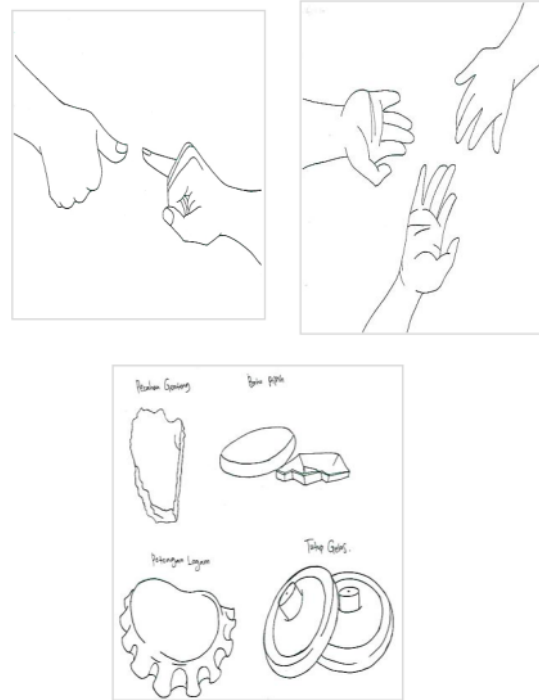 Pecahan Genteng
Batu pipih
Potongan Logam
Tutup Gelas.